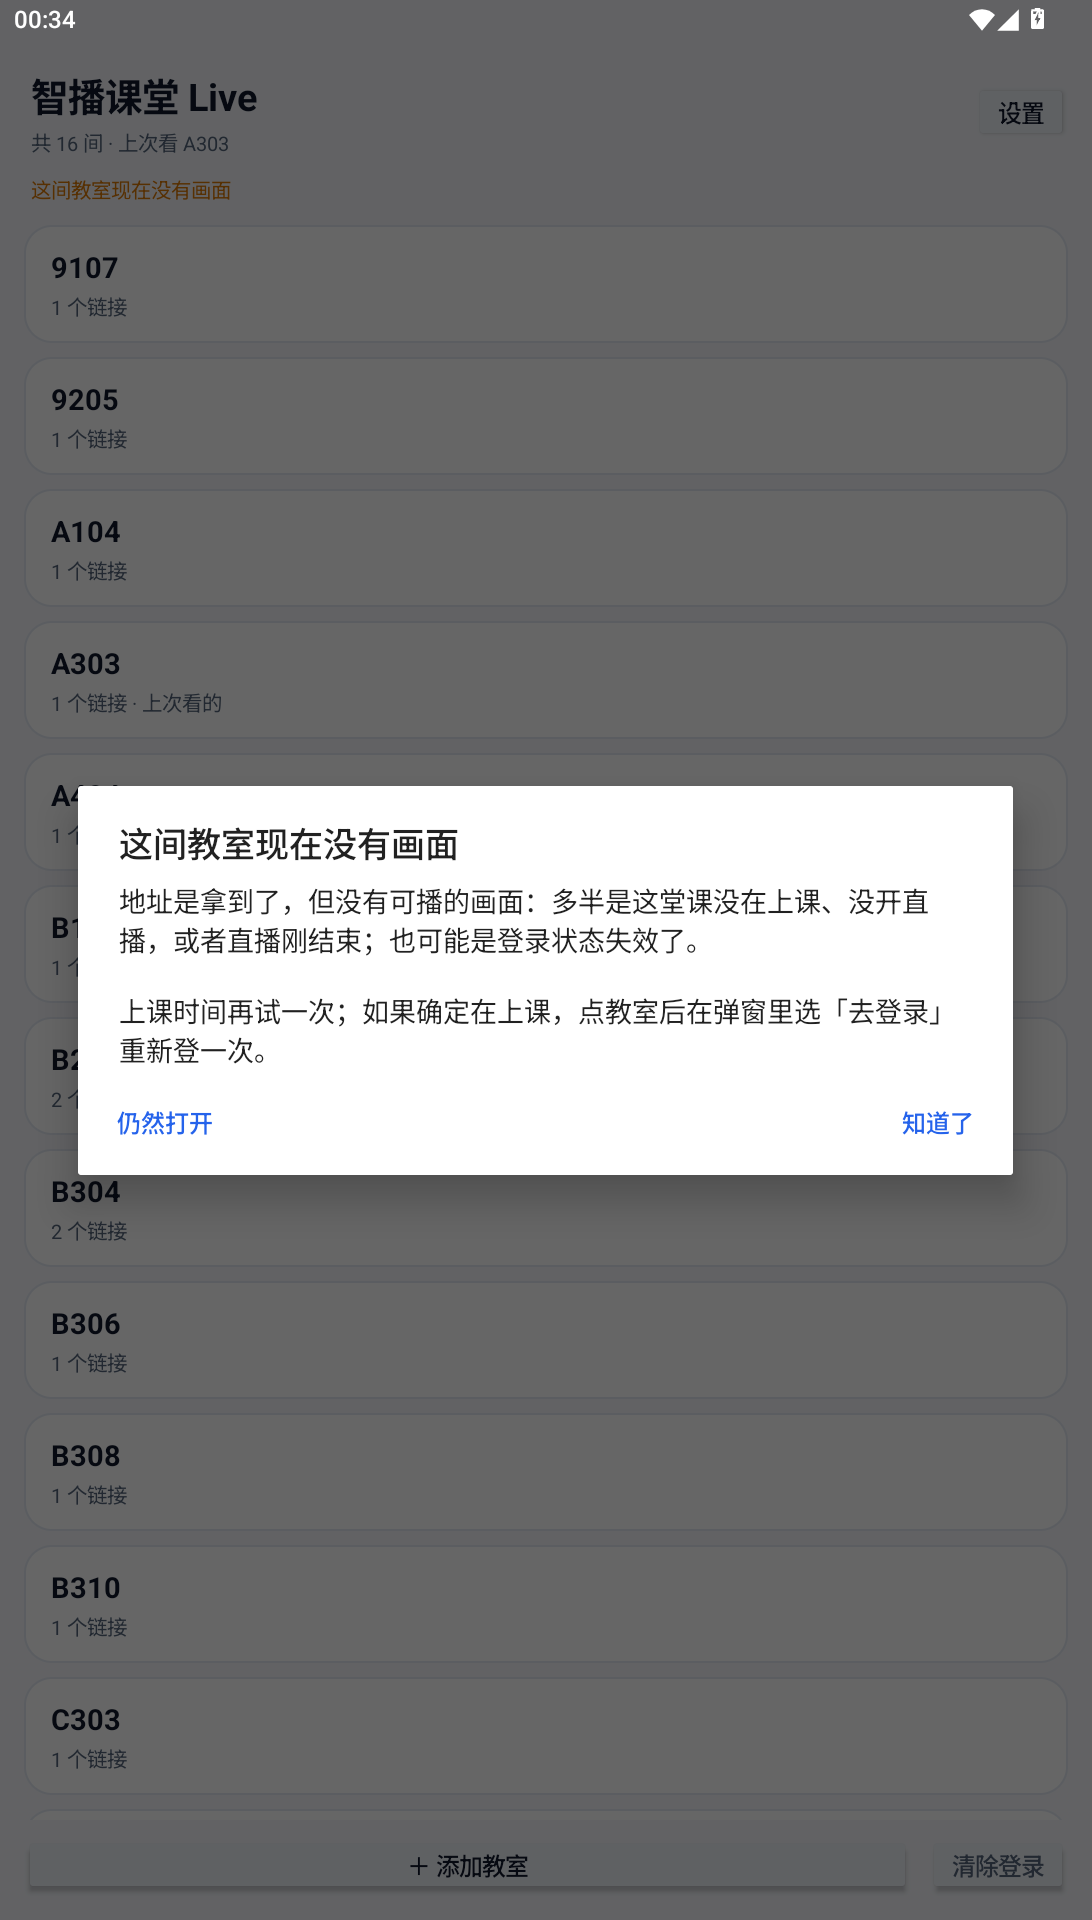 00:34
智播课堂 Live
设置
共 16 间 · 上次看 A303
这间教室现在没有画面
9107
1 个链接
9205
1 个链接
A104
1 个链接
A303
1 个链接 · 上次看的
这间教室现在没有画面
地址是拿到了，但没有可播的画面：多半是这堂课没在上课、没开直
播，或者直播刚结束；也可能是登录状态失效了。
上课时间再试一次；如果确定在上课，点教室后在弹窗里选「去登录」
重新登一次。
仍然打开
知道了
B304
2 个链接
B306
1 个链接
B308
1 个链接
B310
1 个链接
C303
1 个链接
＋ 添加教室
清除登录